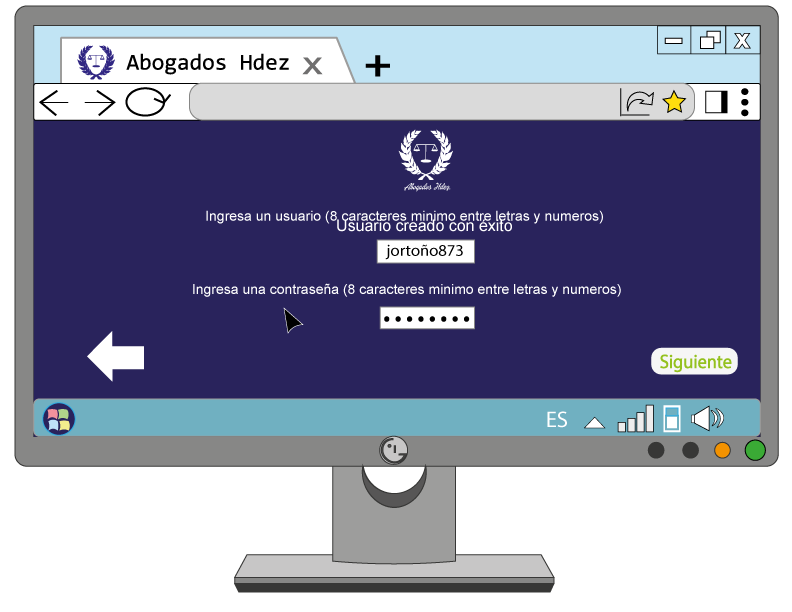 Abogados Hdez X
X
Abogados Hdez.
Ingresa un usuario (8 caracteres minimo entre letras y numeros)
Usuario creado con éxito
jortoño873
Ingresa una contraseña (8 caracteres minimo entre letras y numeros)
Siguiente
ES